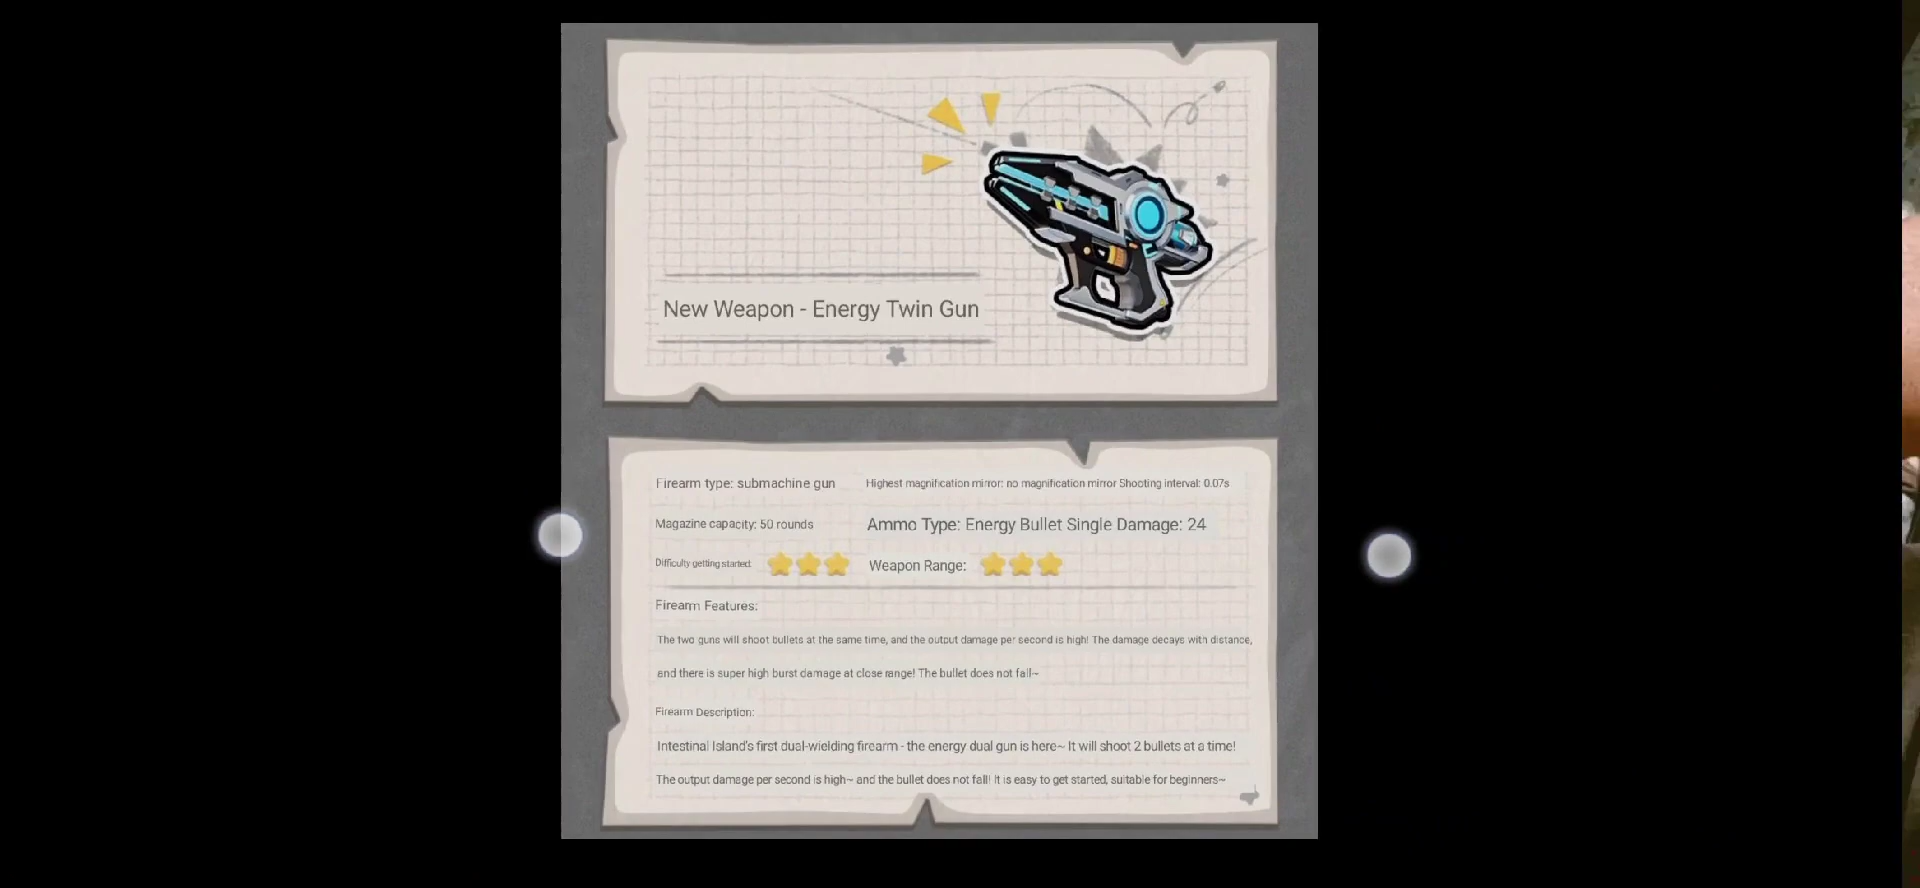 New Weapon - Energy Twin Gun
Firearm type: submachine gun Highest magnification mirror: no magnification mirror Shooting interval: 0.07s
Magazine capacity: 50 rounds Ammo Type: Energy Bullet Single Damage: 24
Difficulty getting started: Weapon Range:
Firearm Features:
The two guns will shoot bullets at the same time, and the output damage per second is high! The damage decays with distance,
and there is super high burst damage at close range! The bullet does not fall~
Firearm Description:
Intestinal Island's first dual-wielding firearm - the energy dual gun is here~ It will shoot 2 bullets at a time!
The output damage per second is high~ and the bullet does not fall! It is easy to get started, suitable for beginners~